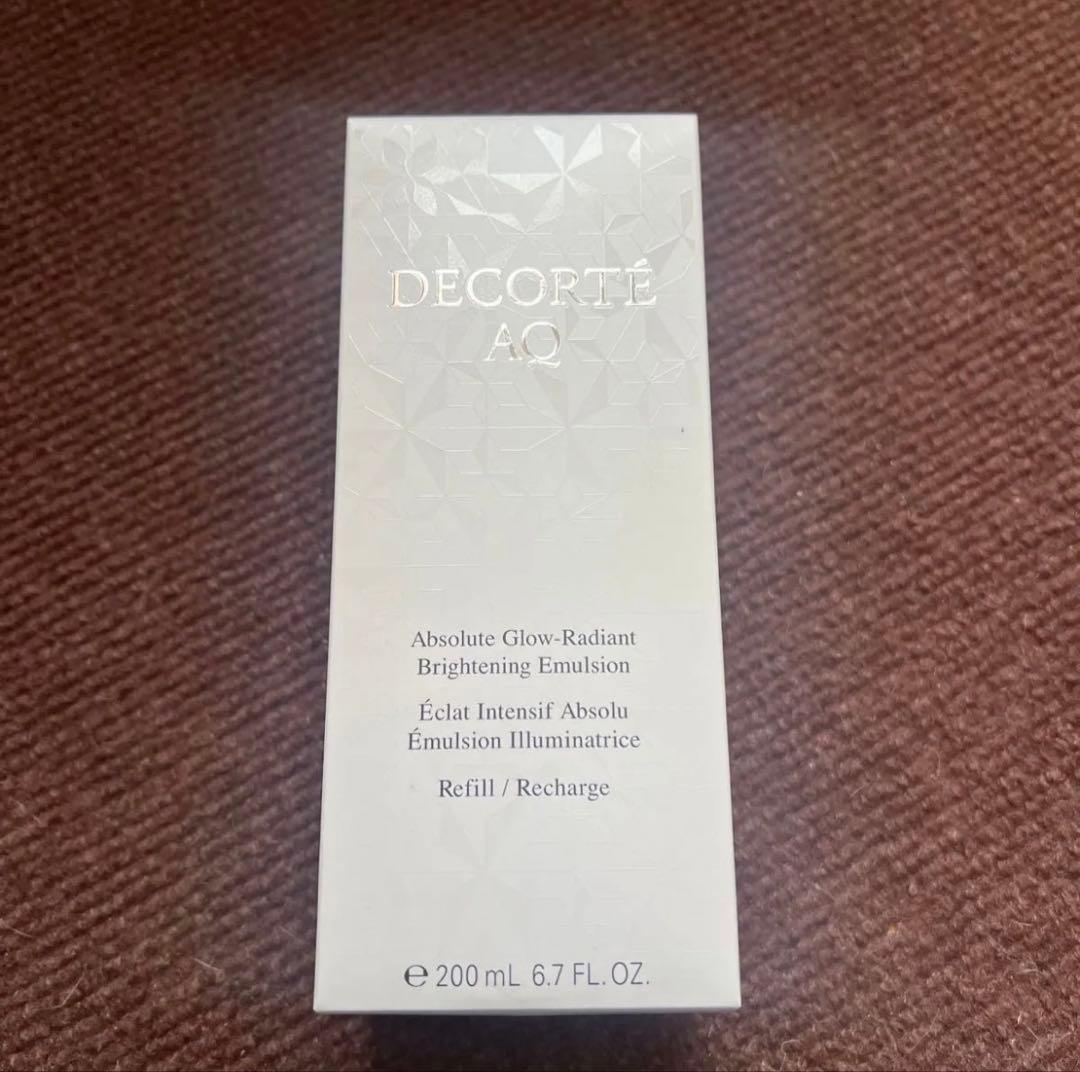 DECORTÉ
AQ
Absolute Glow-Radiant
Brightening Emulsion
Éclat Intensif Absolu
Émulsion Illuminatrice
Refill / Recharge
℮ 200 mL 6.7 FL. OZ.